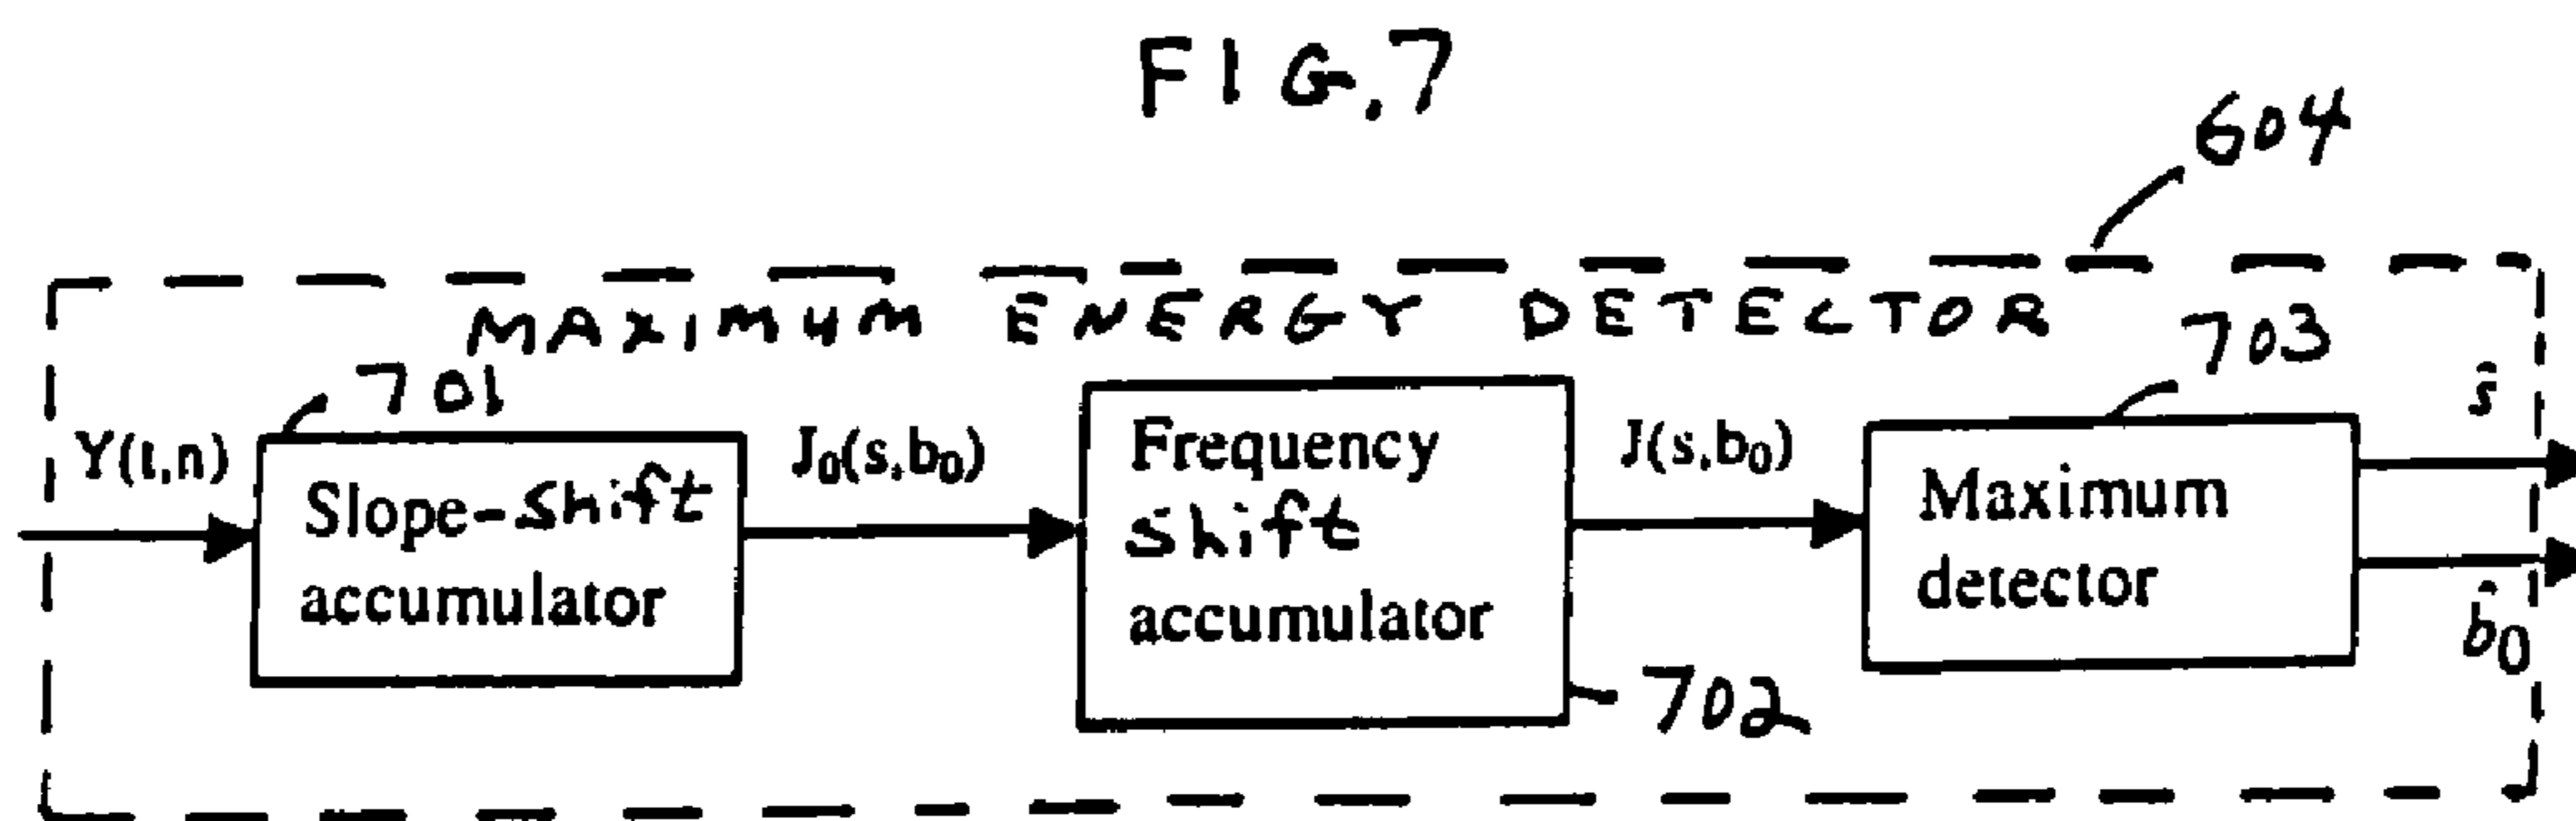 FIG.7
604
MAXIMUM ENERGY DETECTOR
701
703
Y(t,n)
Slope-shift
accumulator
J₀(s,b₀)
Frequency
shift
accumulator
702
J(s,b₀)
Maximum
detector
ŝ
b̂₀